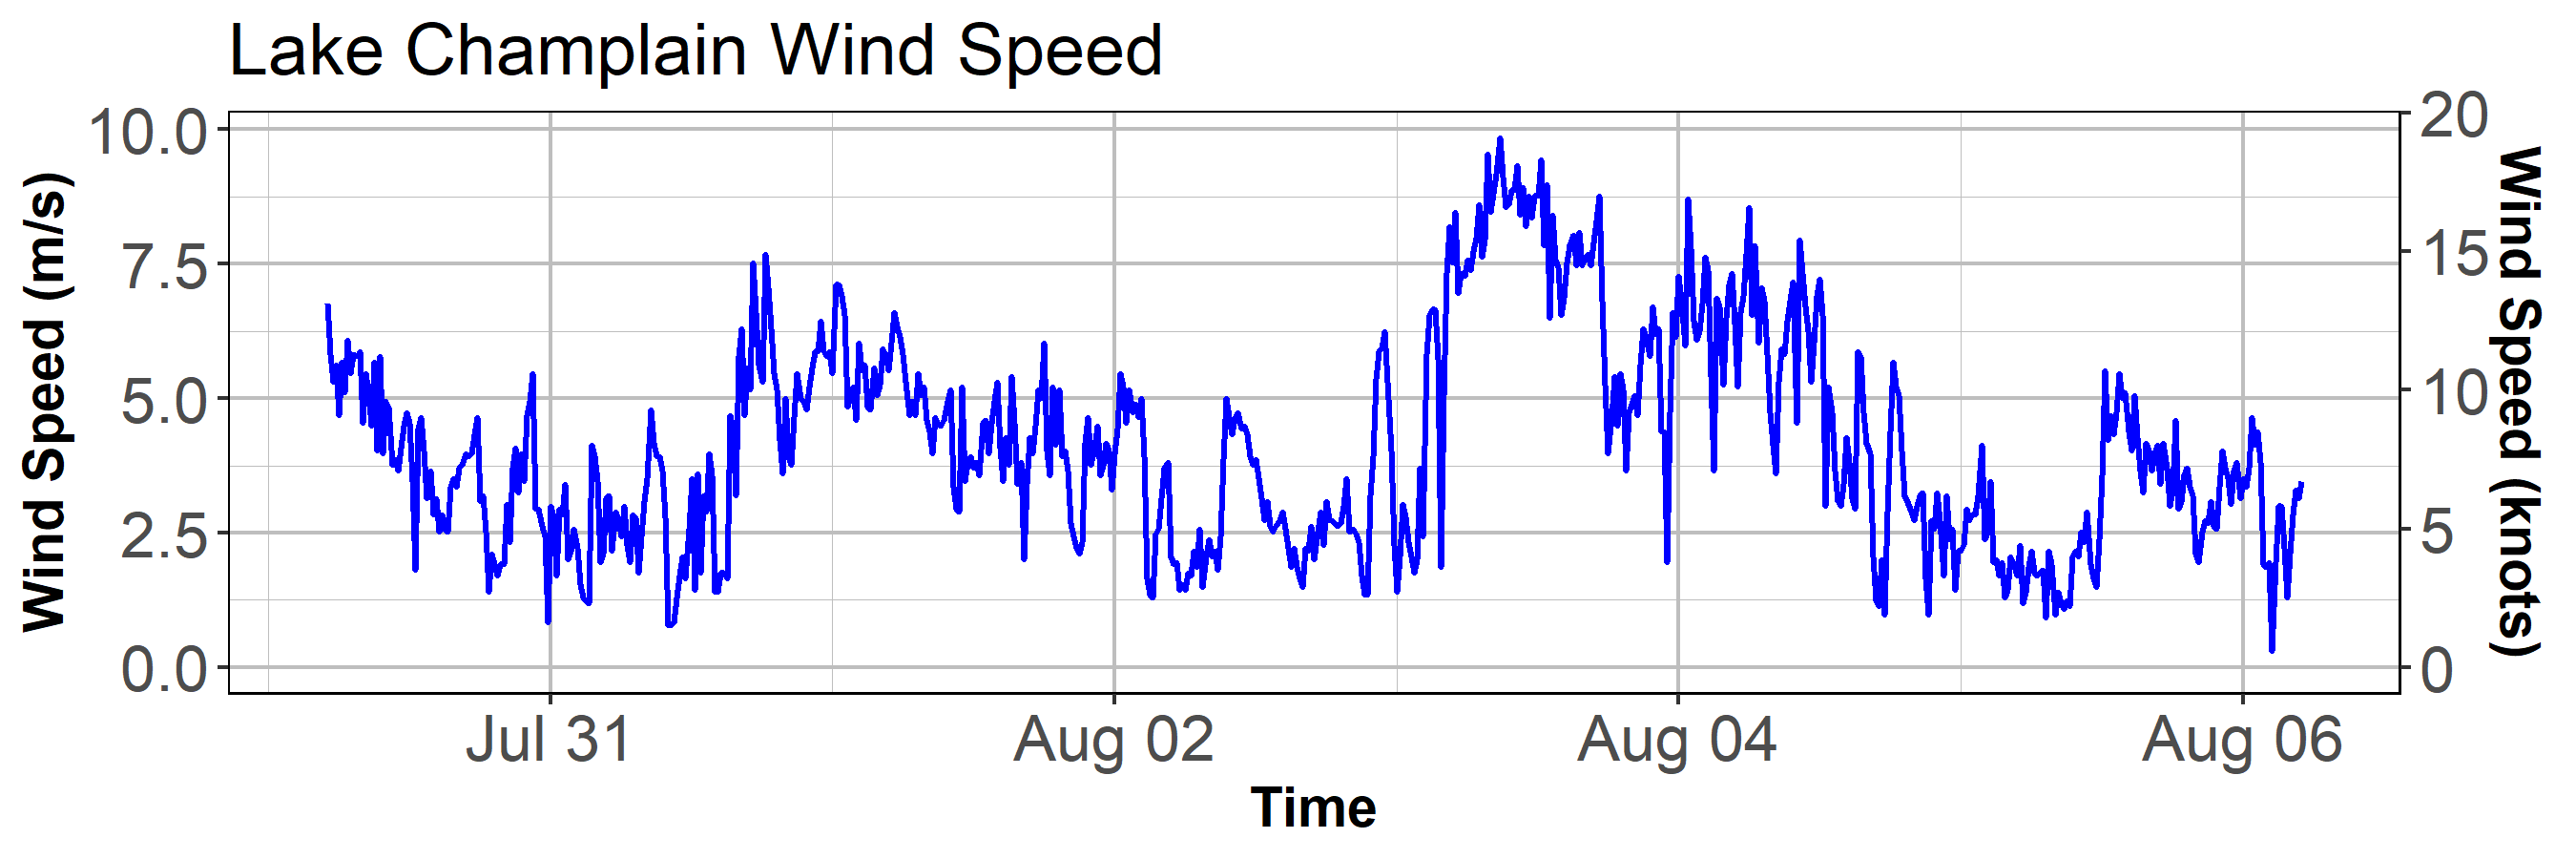 Lake Champlain Wind Speed
Wind Speed (m/s)
10.0
7.5
5.0
2.5
0.0
20
15
10
5
0
Wind Speed (knots)
Jul 31
Aug 02
Aug 04
Aug 06
Time